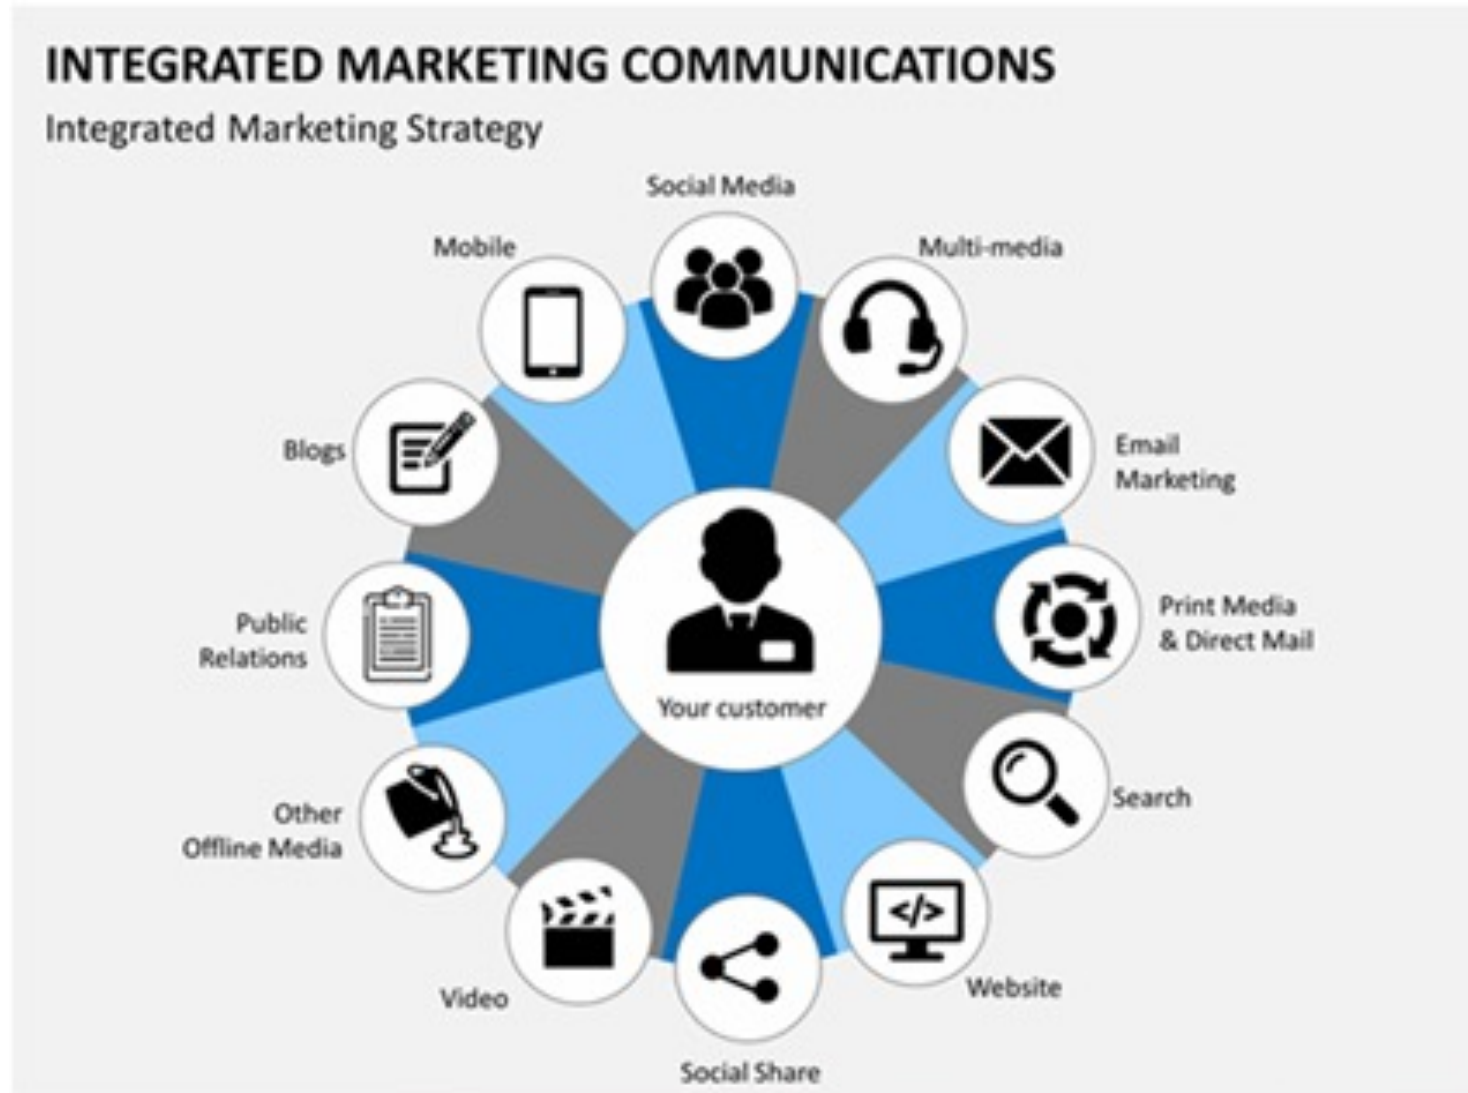 INTEGRATED MARKETING COMMUNICATIONS
Integrated Marketing Strategy
Social Media
Mobile
Multi-media
Blogs
Email
Marketing
Public
Relations
Print Media
& Direct Mail
Your customer
Other
Offline Media
Search
</>
Video
Website
Social Share